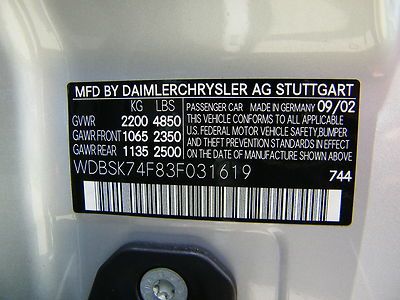 MFD BY DAIMLERCHRYSLER AG STUTTGART
KG LBS
GVWR 2200 4850
GAWR FRONT 1065 2350
GAWR REAR 1135 2500
PASSENGER CAR MADE IN GERMANY 09/02
THIS VEHICLE CONFORMS TO ALL APPLICABLE
U.S. FEDERAL MOTOR VEHICLE SAFETY, BUMPER
AND THEFT PREVENTION STANDARDS IN EFFECT
ON THE DATE OF MANUFACTURE SHOWN ABOVE.
WDBSK74F83F031619
744